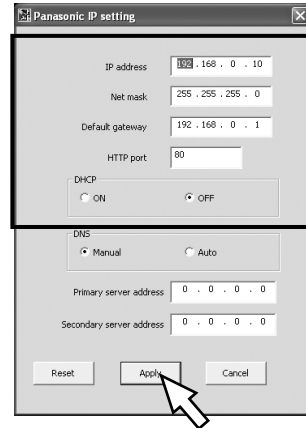 Panasonic IP setting
IP address 192 . 168 . 0 . 10
Net mask 255 . 255 . 255 . 0
Default gateway 192 . 168 . 0 . 1
HTTP port 80
DHCP
ON OFF
DNS
Manual Auto
Primary server address 0 . 0 . 0 . 0
Secondary server address 0 . 0 . 0 . 0
Reset Apply Cancel